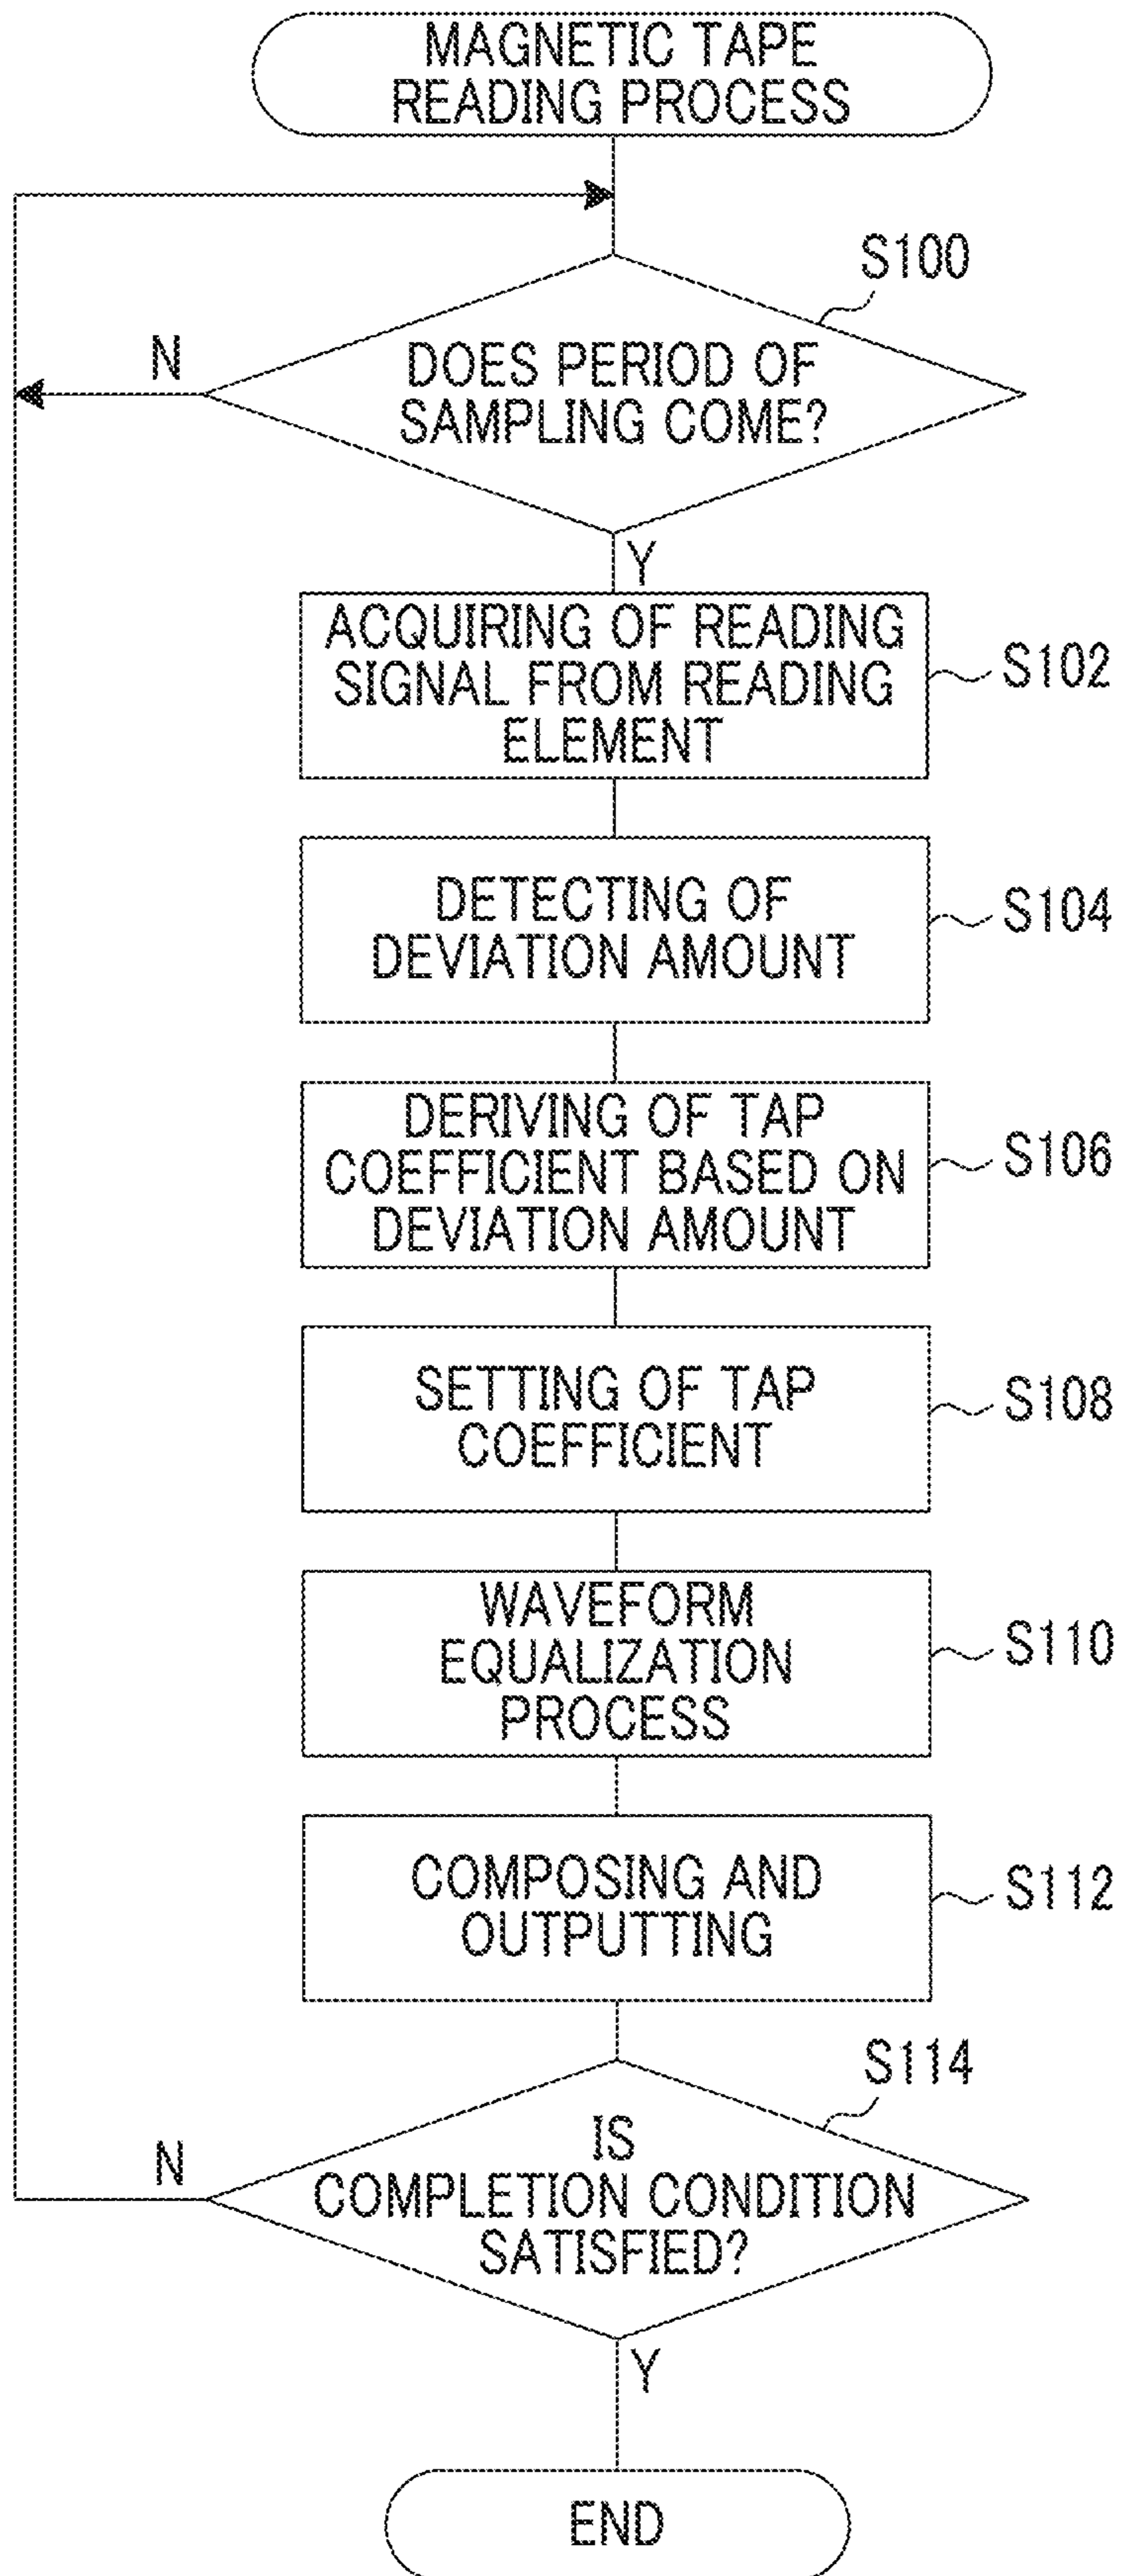 MAGNETIC TAPE
READING PROCESS
S100
DOES PERIOD OF
SAMPLING COME?
N
Y
ACQUIRING OF READING
SIGNAL FROM READING
ELEMENT
S102
DETECTING OF
DEVIATION AMOUNT
S104
DERIVING OF TAP
COEFFICIENT BASED ON
DEVIATION AMOUNT
S106
SETTING OF TAP
COEFFICIENT
S108
WAVEFORM
EQUALIZATION
PROCESS
S110
COMPOSING AND
OUTPUTTING
S112
S114
IS
COMPLETION CONDITION
SATISFIED?
N
Y
END